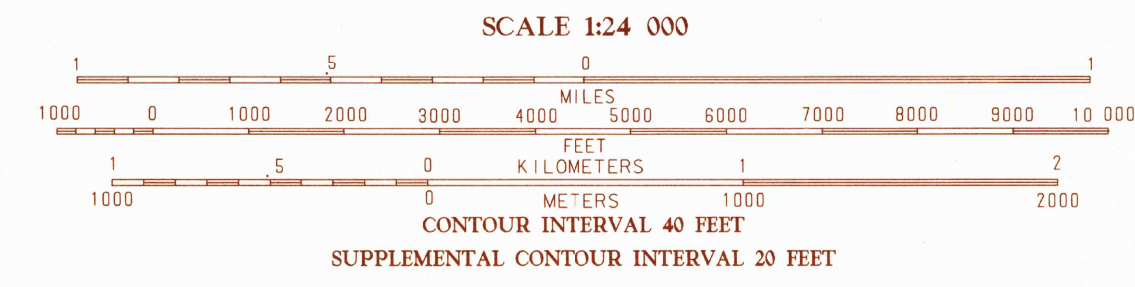 SCALE 1:24 000
1 .5 0 1
MILES
1000 0 1000 2000 3000 4000 5000 6000 7000 8000 9000 10 000
FEET
1 .5 0 KILOMETERS 1 2
1000 0 METERS 1000 2000
CONTOUR INTERVAL 40 FEET
SUPPLEMENTAL CONTOUR INTERVAL 20 FEET